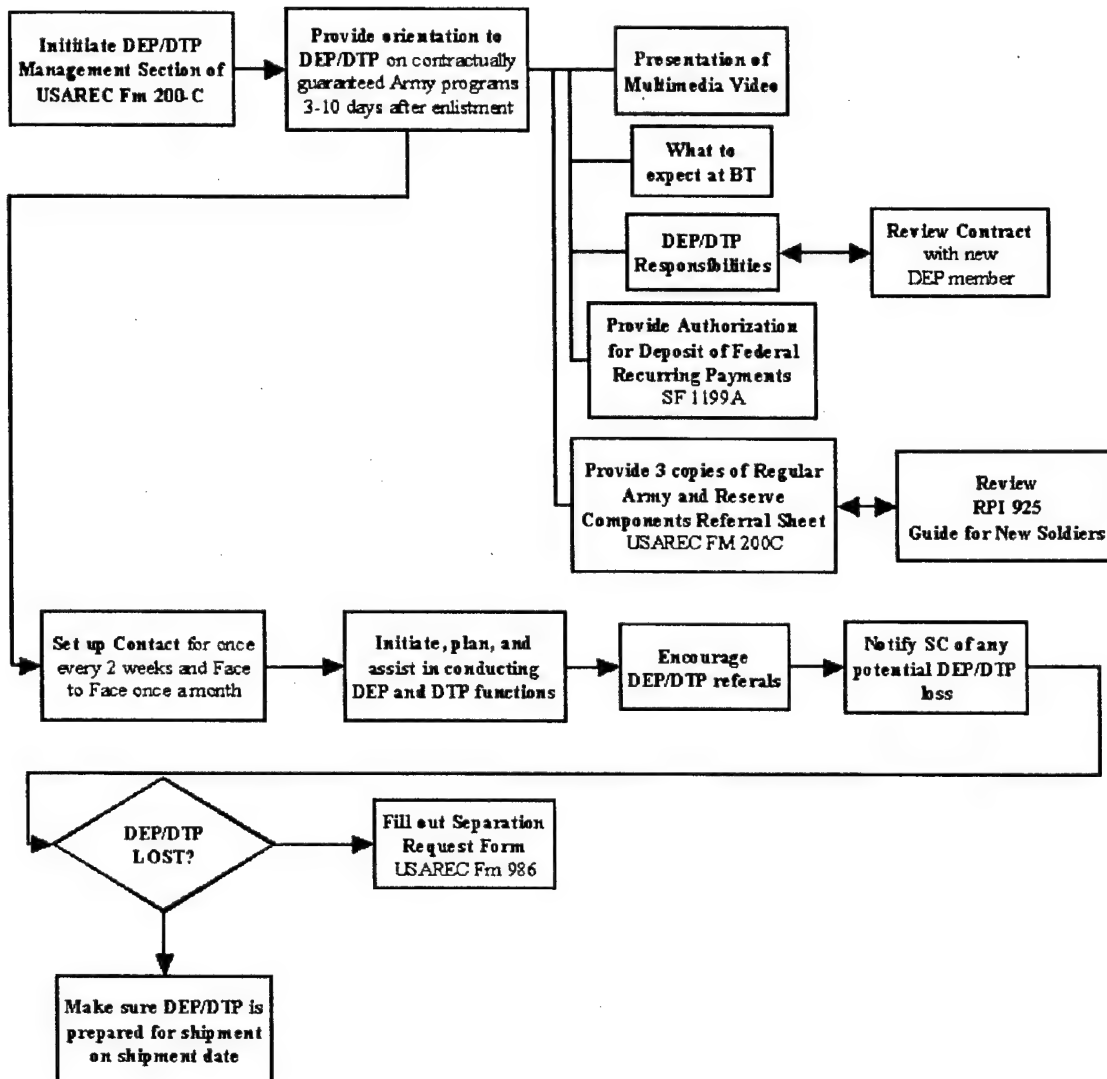 Inititiate DEP/DTP
Management Section of
USAREC Fm 200-C
Provide orientation to
DEP/DTP on contractually
guaranteed Army programs
3-10 days after enlistment
Presentation of
Multimedia Video
What to
expect at BT
DEP/DTP
Responsibilities
Review Contract
with new
DEP member
Provide Authorization
for Deposit of Federal
Recurring Payments
SF 1199A
Provide 3 copies of Regular
Army and Reserve
Components Referral Sheet
USAREC FM 200C
Review
RPI 925
Guide for New Soldiers
Set up Contact for once
every 2 weeks and Face
to Face once a month
Initiate, plan, and
assist in conducting
DEP and DTP functions
Encourage
DEP/DTP referrals
Notify SC of any
potential DEP/DTP
loss
DEP/DTP
LOST?
Fill out Separation
Request Form
USAREC Fm 986
Make sure DEP/DTP is
prepared for shipment
on shipment date